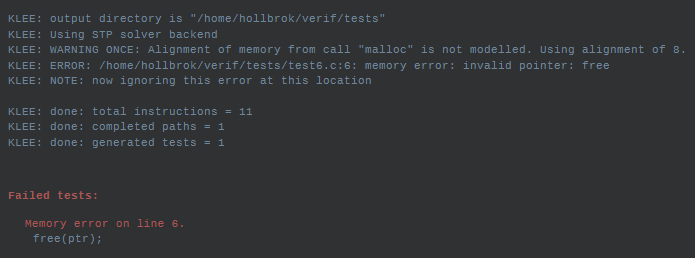 KLEE: output directory is "/home/hollbrok/verif/tests"
KLEE: Using STP solver backend
KLEE: WARNING ONCE: Alignment of memory from call "malloc" is not modelled. Using alignment of 8.
KLEE: ERROR: /home/hollbrok/verif/tests/test6.c:6: memory error: invalid pointer: free
KLEE: NOTE: now ignoring this error at this location
KLEE: done: total instructions = 11
KLEE: done: completed paths = 1
KLEE: done: generated tests = 1
Failed tests:
Memory error on line 6.
free(ptr);